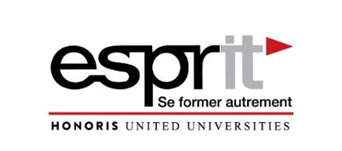 esprit
Se former autrement
HONORIS UNITED UNIVERSITIES